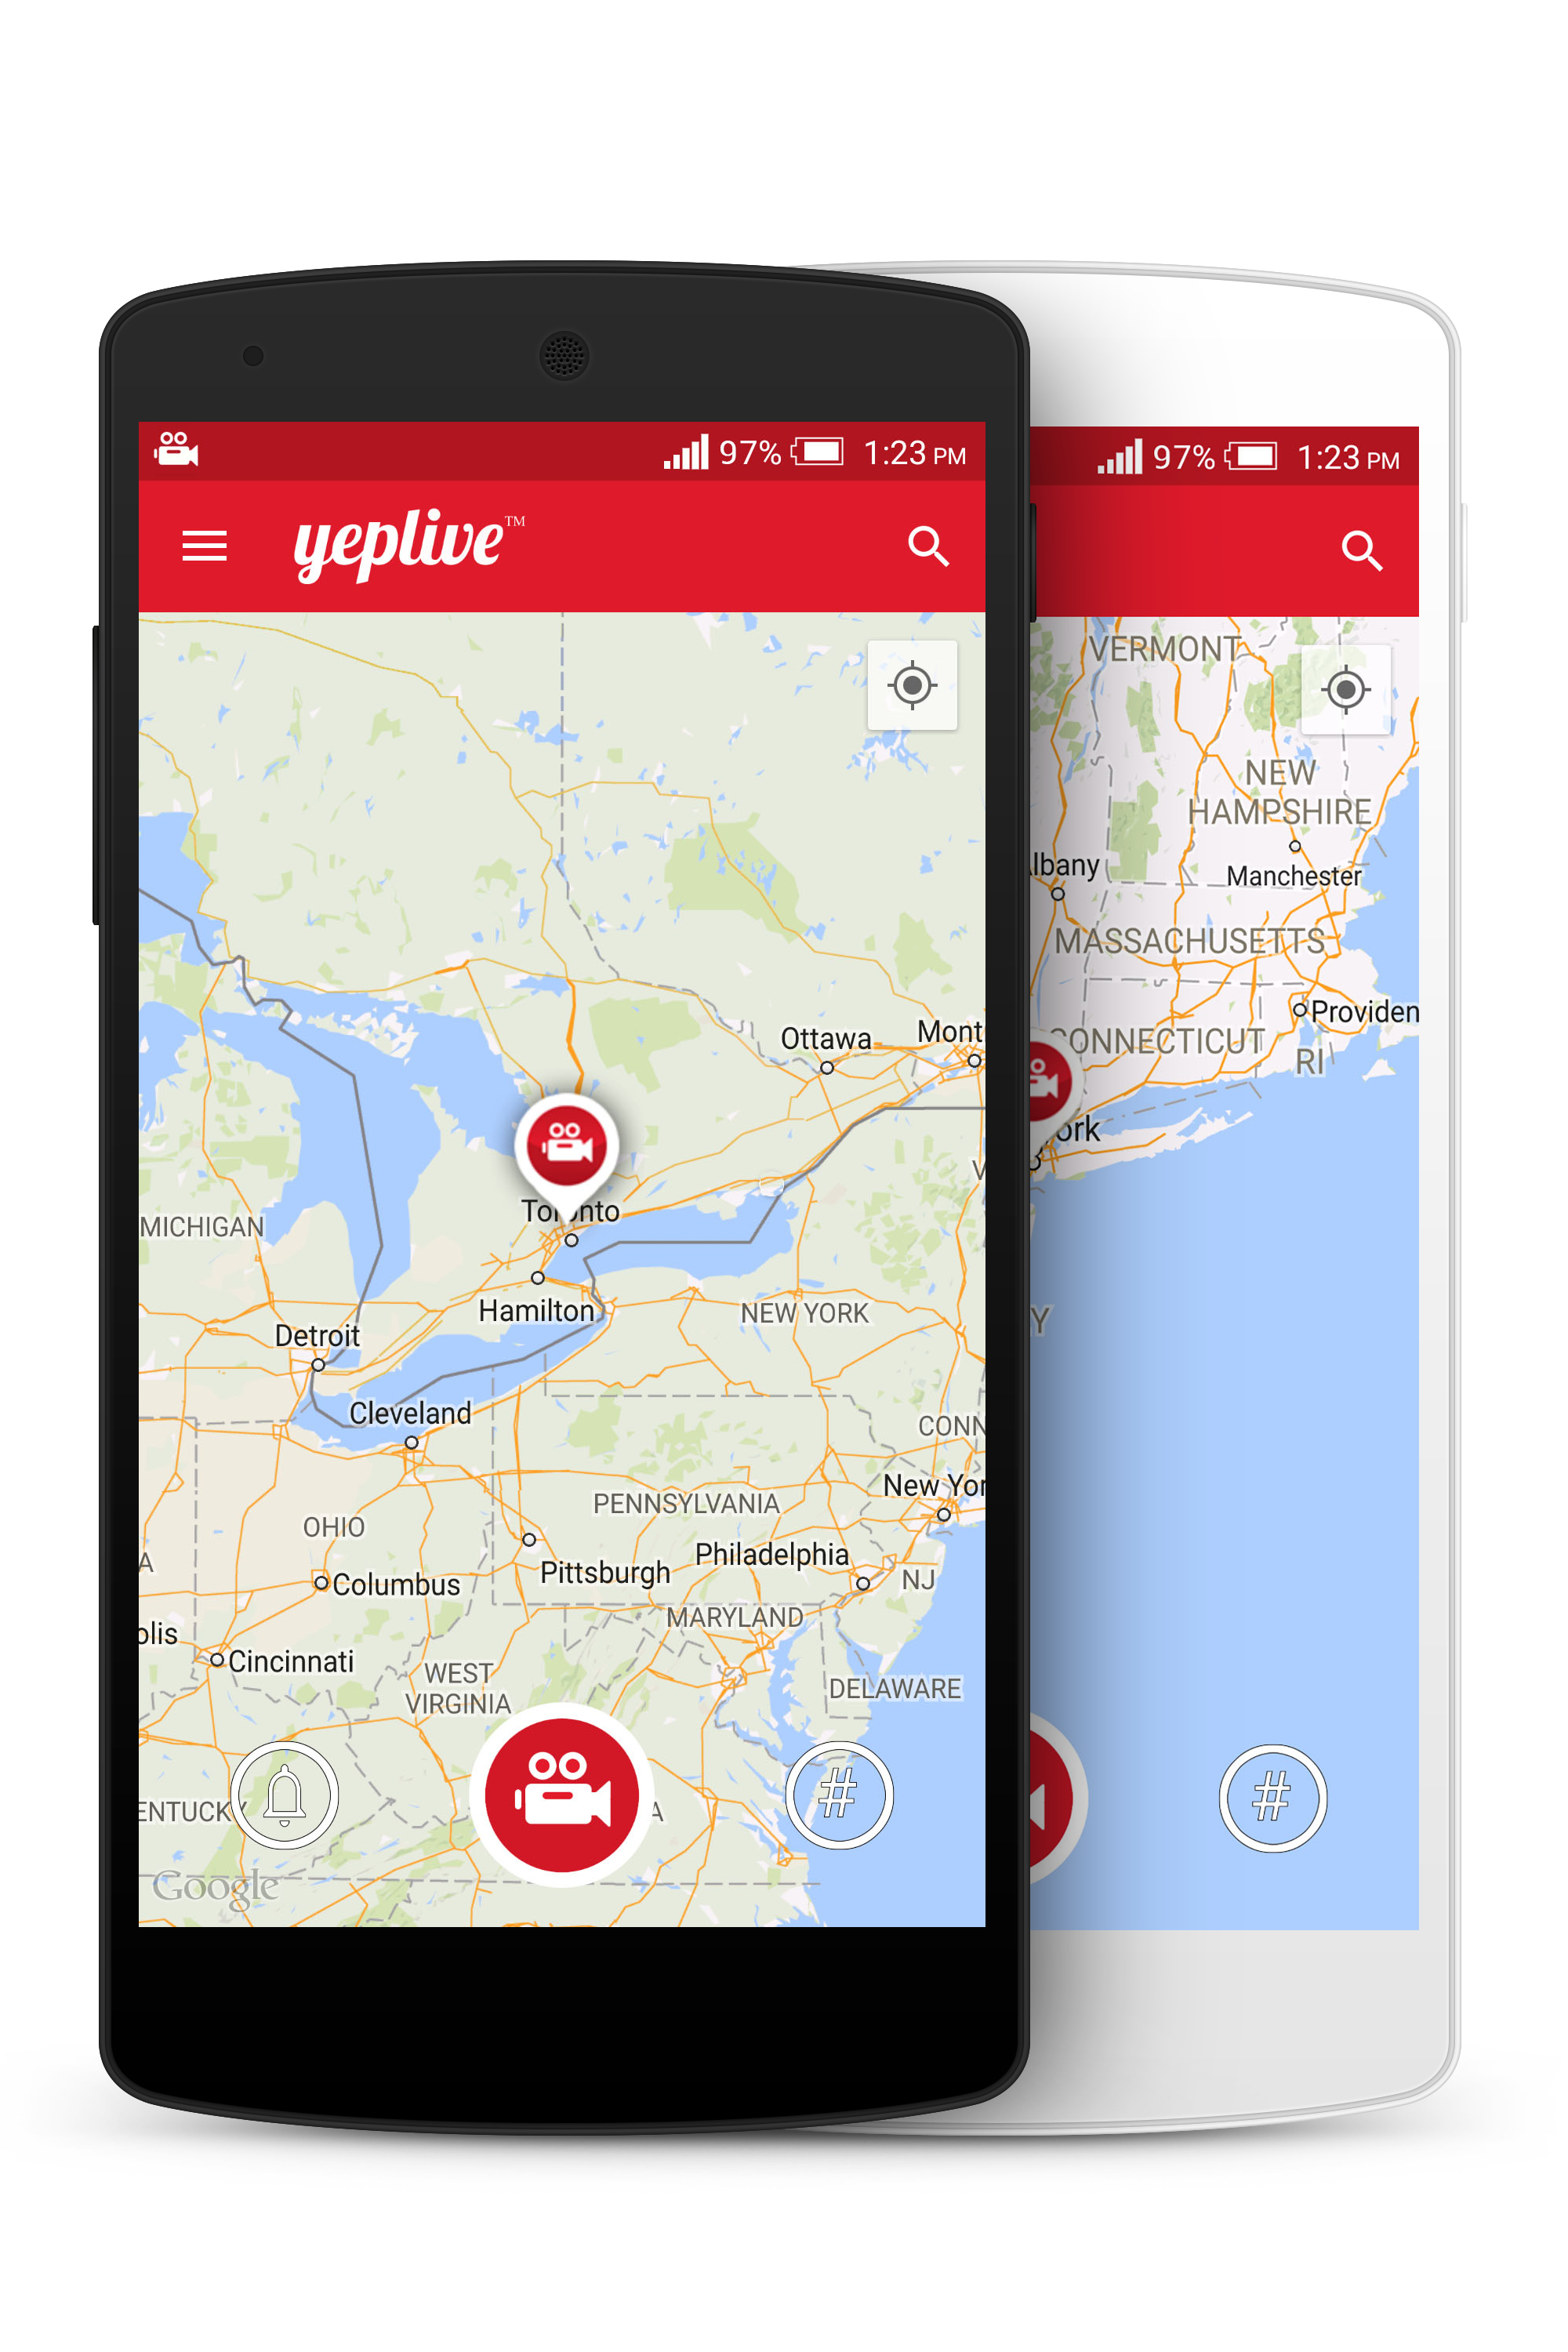 97% 1:23 PM
yeplive™
Ottawa
Mont
Toronto
MICHIGAN
Hamilton
NEW YORK
Detroit
Cleveland
CONN
New Yor
PENNSYLVANIA
OHIO
Philadelphia
Pittsburgh
NJ
Columbus
MARYLAND
olis
Cincinnati
WEST
VIRGINIA
DELAWARE
ENTUCKY
#
A
A
V
Google
97% 1:23 PM
VERMONT
NEW
HAMPSHIRE
lbany
Manchester
MASSACHUSETTS
Providen
CONNECTICUT
RI
ork
Y
#